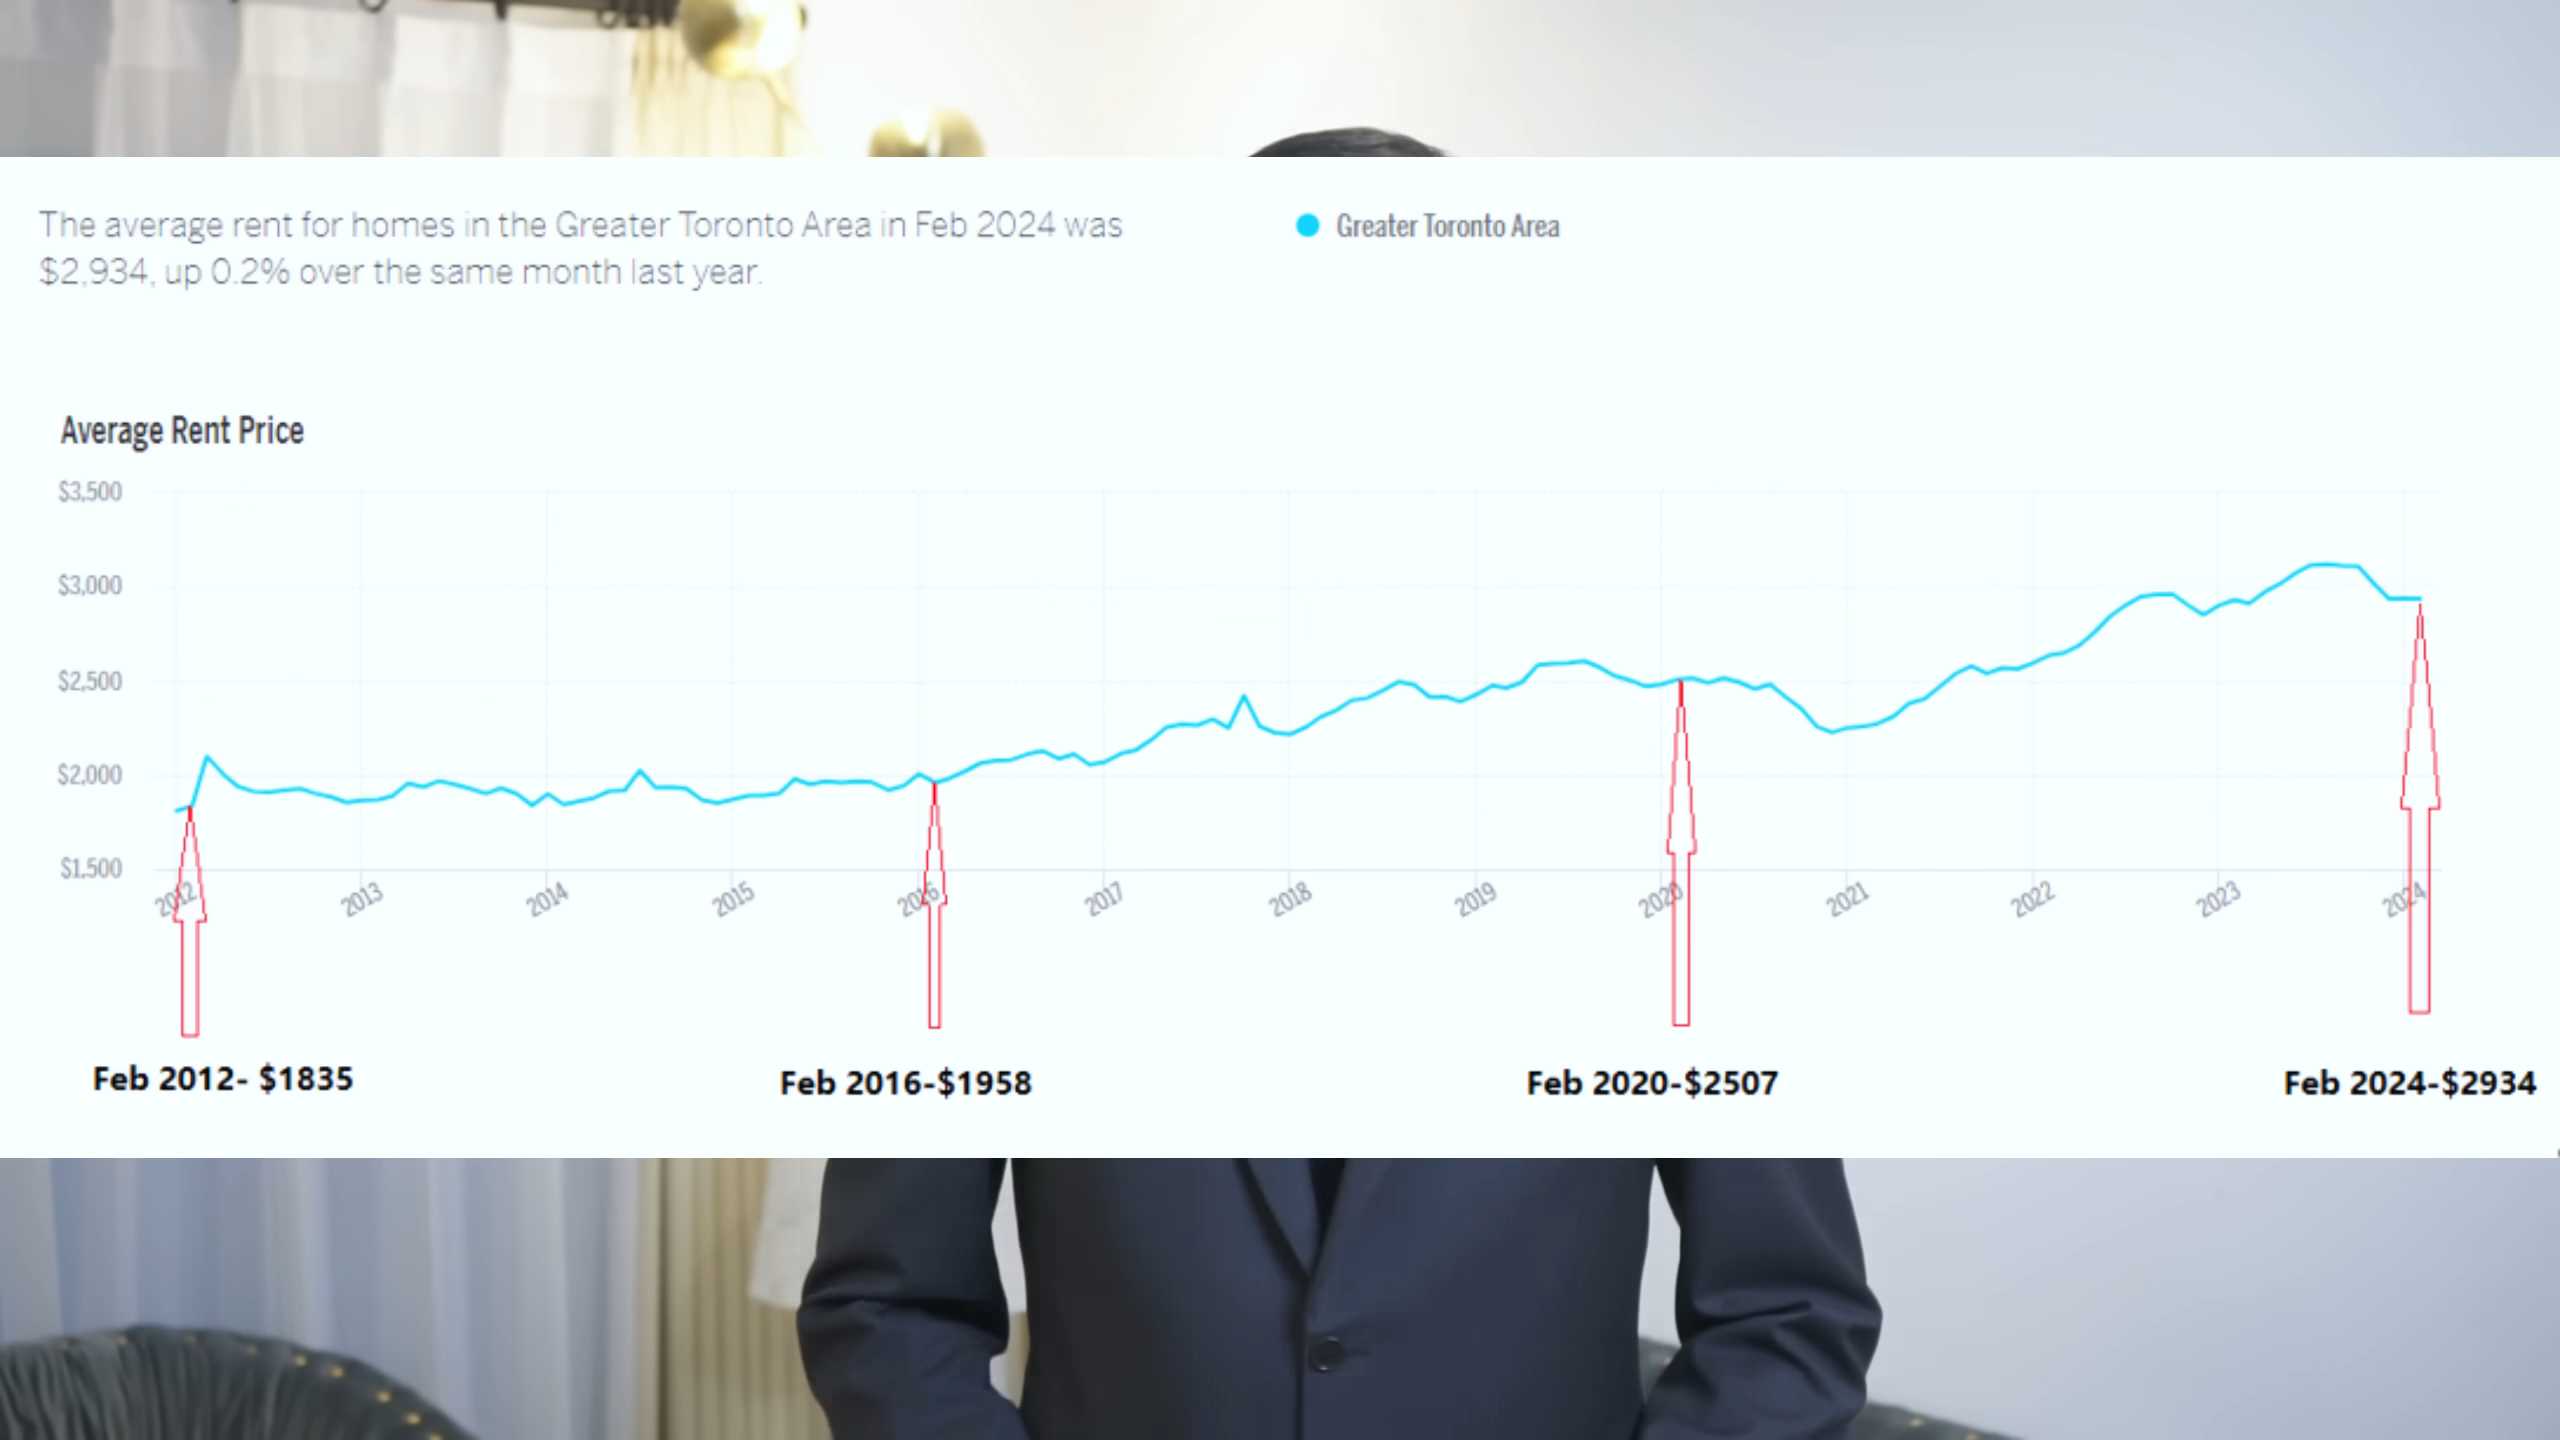 The average rent for homes in the Greater Toronto Area in Feb 2024 was
$2,934, up 0.2% over the same month last year.
Greater Toronto Area
Average Rent Price
$3,500
$3,000
$2,500
$2,000
$1,500
2012
2013
2014
2015
2016
2017
2018
2019
2020
2021
2022
2023
2024
Feb 2012- $1835
Feb 2016-$1958
Feb 2020-$2507
Feb 2024-$2934